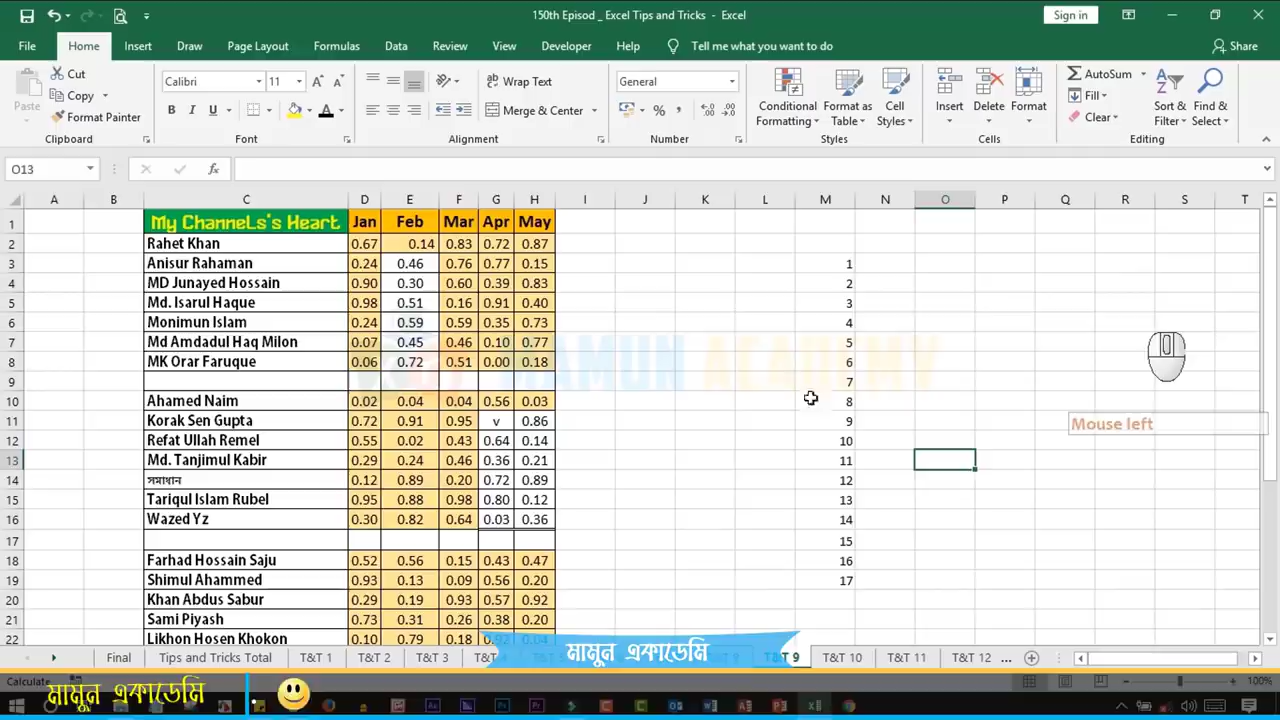 150th Episod _ Excel Tips and Tricks - Excel
Sign in
File Home Insert Draw Page Layout Formulas Data Review View Developer Help Tell me what you want to do Share
Paste
Cut
Copy
Format Painter
Clipboard
Calibri 11
B I U
Font
Wrap Text
Merge & Center
Alignment
General
Number
Conditional Formatting
Format as Table
Cell Styles
Styles
Insert Delete Format
Cells
AutoSum
Fill
Clear
Sort & Filter
Find & Select
Editing
O13 fx
A B C D E F G H I J K L M N O P Q R S T
1 My Channels's Heart Jan Feb Mar Apr May
2 Rahet Khan 0.67 0.14 0.83 0.72 0.87
3 Anisur Rahaman 0.24 0.46 0.76 0.77 0.15 1
4 MD Junayed Hossain 0.90 0.30 0.60 0.39 0.83 2
5 Md. Isarul Haque 0.98 0.51 0.16 0.91 0.40 3
6 Monimun Islam 0.24 0.59 0.59 0.35 0.73 4
7 Md Amdadul Haq Milon 0.07 0.45 0.46 0.10 0.77 5
8 MK Orar Faruque 0.06 0.72 0.51 0.00 0.18 6
MAMUN ACADEMY
9 7
10 Ahamed Naim 0.02 0.04 0.04 0.56 0.03 8
11 Korak Sen Gupta 0.72 0.91 0.95 v 0.86 9
Mouse left
12 Refat Ullah Remel 0.55 0.02 0.43 0.64 0.14 10
13 Md. Tanjimul Kabir 0.29 0.24 0.46 0.36 0.21 11
14 সমাধান 0.12 0.89 0.20 0.72 0.89 12
15 Tariqul Islam Rubel 0.95 0.88 0.98 0.80 0.12 13
16 Wazed Yz 0.30 0.82 0.64 0.03 0.36 14
17 15
18 Farhad Hossain Saju 0.52 0.56 0.15 0.43 0.47 16
19 Shimul Ahammed 0.93 0.13 0.09 0.56 0.20 17
20 Khan Abdus Sabur 0.29 0.19 0.93 0.57 0.92
21 Sami Piyash 0.73 0.31 0.26 0.38 0.20
22 Likhon Hosen Khokon 0.10 0.79 0.18
মামুন একাডেমি
Final Tips and Tricks Total T&T 1 T&T 2 T&T 3 T&T 9 T&T 10 T&T 11 T&T 12 ...
Calculate 100%
মামুন একাডেমি